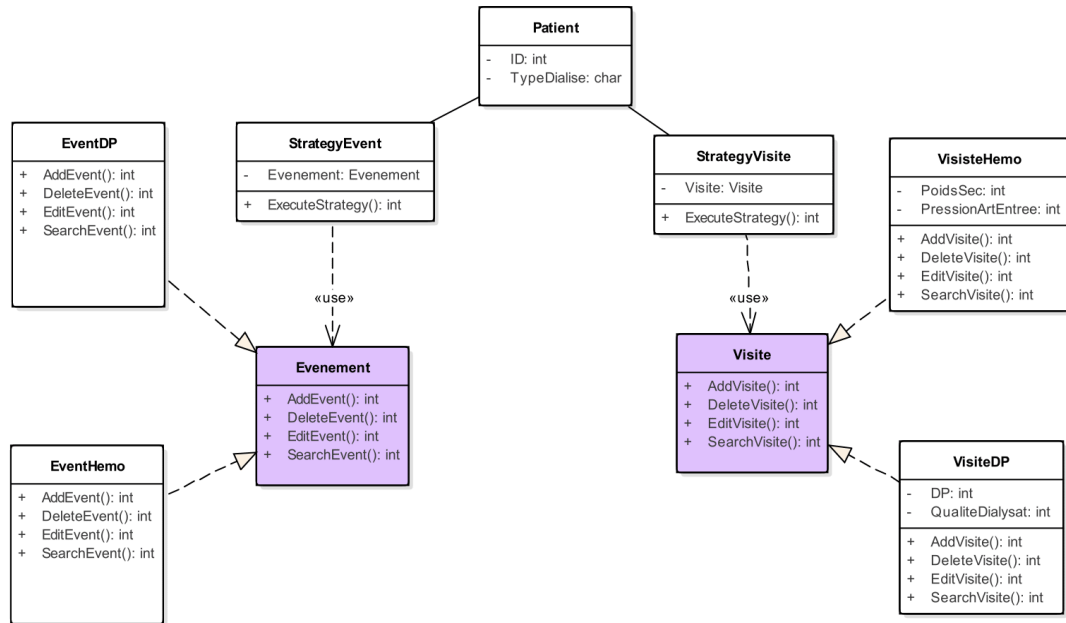 Patient
- ID: int
- TypeDialise: char
EventDP
+ AddEvent(): int
+ DeleteEvent(): int
+ EditEvent(): int
+ SearchEvent(): int
StrategyEvent
- Evenement: Evenement
+ ExecuteStrategy(): int
StrategyVisite
- Visite: Visite
+ ExecuteStrategy(): int
VisisteHemo
- PoidsSec: int
- PressionArtEntree: int
+ AddVisite(): int
+ DeleteVisite(): int
+ EditVisite(): int
+ SearchVisite(): int
«use»
«use»
Evenement
+ AddEvent(): int
+ DeleteEvent(): int
+ EditEvent(): int
+ SearchEvent(): int
Visite
+ AddVisite(): int
+ DeleteVisite(): int
+ EditVisite(): int
+ SearchVisite(): int
EventHemo
+ AddEvent(): int
+ DeleteEvent(): int
+ EditEvent(): int
+ SearchEvent(): int
VisiteDP
- DP: int
- QualiteDialysat: int
+ AddVisite(): int
+ DeleteVisite(): int
+ EditVisite(): int
+ SearchVisite(): int